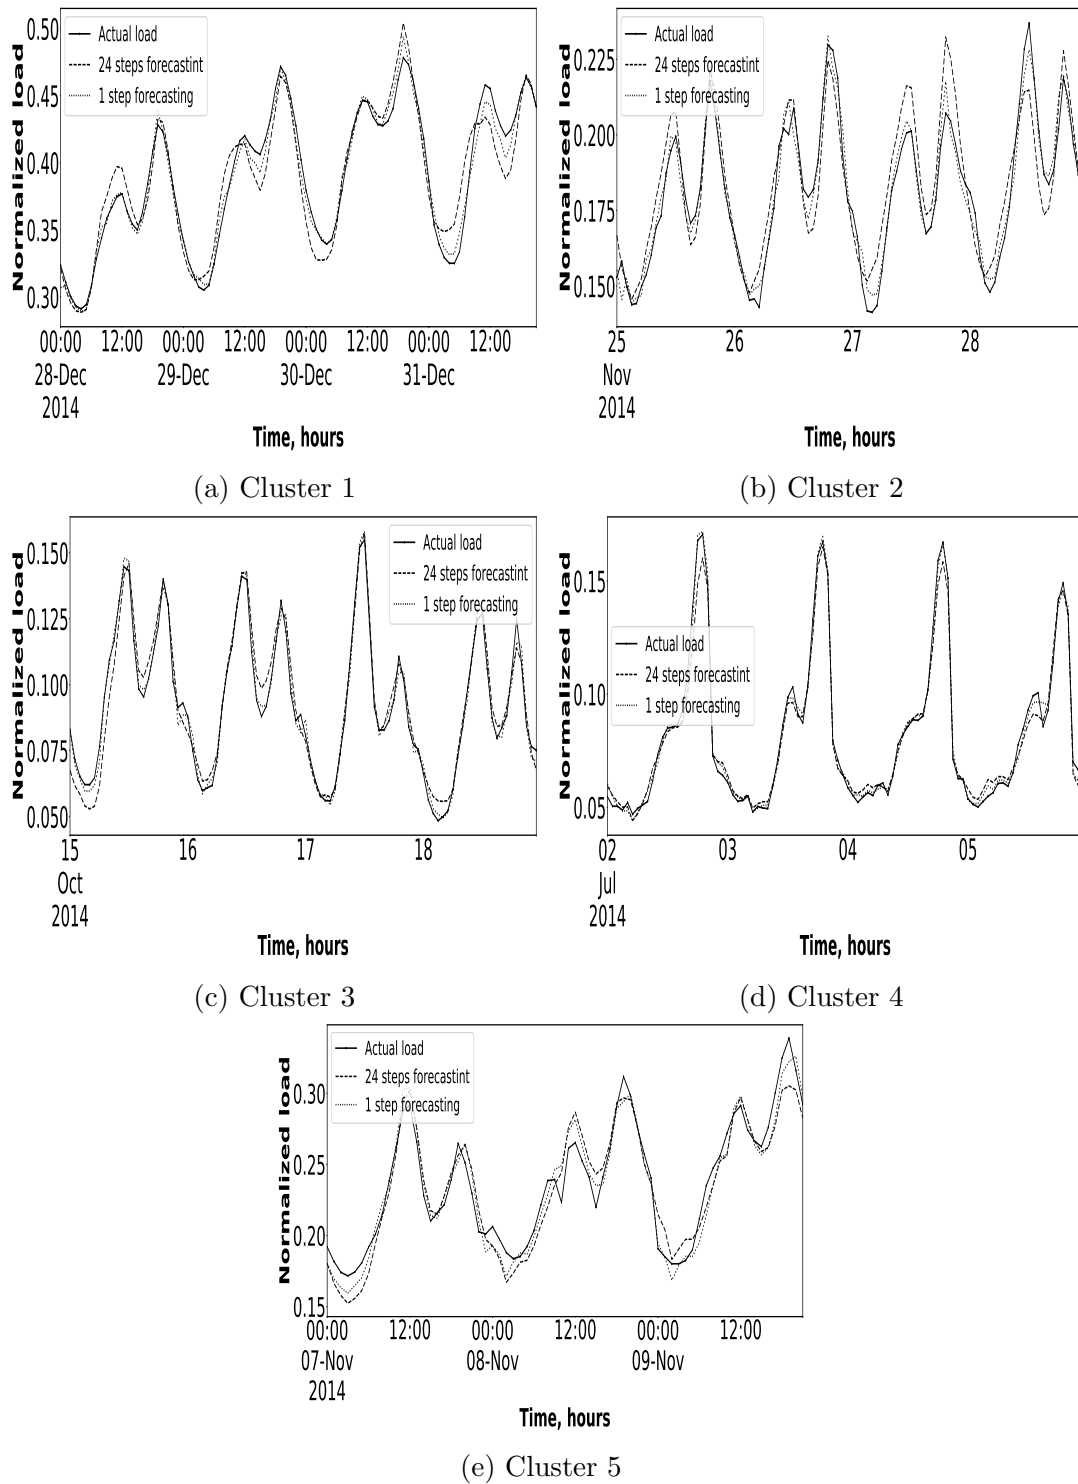 Normalized load
0.50
0.45
0.40
0.35
0.30
Actual load
24 steps forecastint
1 step forecasting
00:00 12:00 00:00 12:00 00:00 12:00 00:00 12:00
28-Dec 29-Dec 30-Dec 31-Dec
2014
Time, hours
(a) Cluster 1
Normalized load
0.225
0.200
0.175
0.150
Actual load
24 steps forecastint
1 step forecasting
25 26 27 28
Nov
2014
Time, hours
(b) Cluster 2
Normalized load
0.150
0.125
0.100
0.075
0.050
Actual load
24 steps forecastint
1 step forecasting
15 16 17 18
Oct
2014
Time, hours
(c) Cluster 3
Normalized load
0.15
0.10
0.05
Actual load
24 steps forecastint
1 step forecasting
02 03 04 05
Jul
2014
Time, hours
(d) Cluster 4
Normalized load
0.30
0.25
0.20
0.15
Actual load
24 steps forecastint
1 step forecasting
00:00 12:00 00:00 12:00 00:00 12:00
07-Nov 08-Nov 09-Nov
2014
Time, hours
(e) Cluster 5